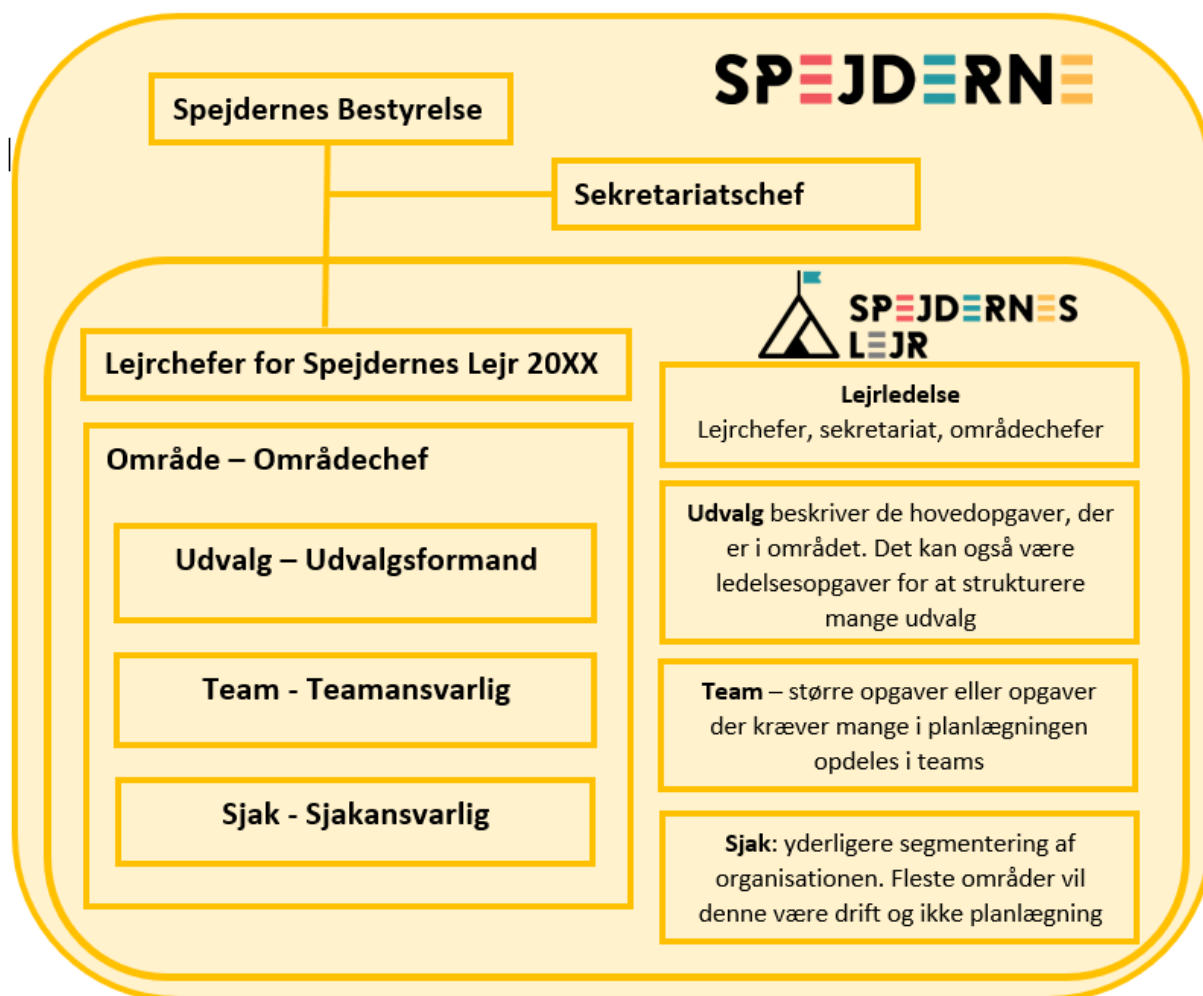 SPEJDERNE
Spejdernes Bestyrelse
Sekretariatschef
SPEJDERNES
LEJR
Lejrchefer for Spejdernes Lejr 20XX
Område – Områdechef
Udvalg – Udvalgsformand
Team - Teamansvarlig
Sjak - Sjakansvarlig
Lejrledelse
Lejrchefer, sekretariat, områdechefer
Udvalg beskriver de hovedopgaver, der
er i området. Det kan også være
ledelsesopgaver for at strukturere
mange udvalg
Team – større opgaver eller opgaver
der kræver mange i planlægningen
opdeles i teams
Sjak: yderligere segmentering af
organisationen. Fleste områder vil
denne være drift og ikke planlægning